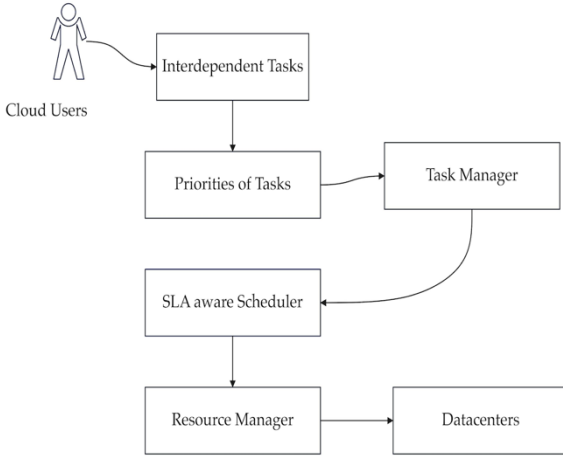 Interdependent Tasks
Cloud Users
Priorities of Tasks
Task Manager
SLA aware Scheduler
Resource Manager
Datacenters